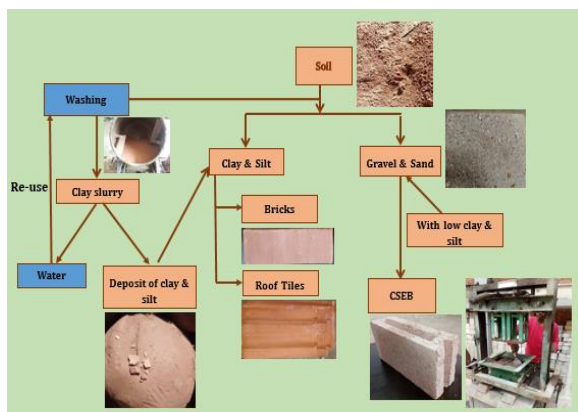 Soil
Washing
Clay & Silt
Gravel & Sand
Re-use
Clay slurry
Bricks
With low clay &
silt
Water
Deposit of clay &
silt
Roof Tiles
CSEB